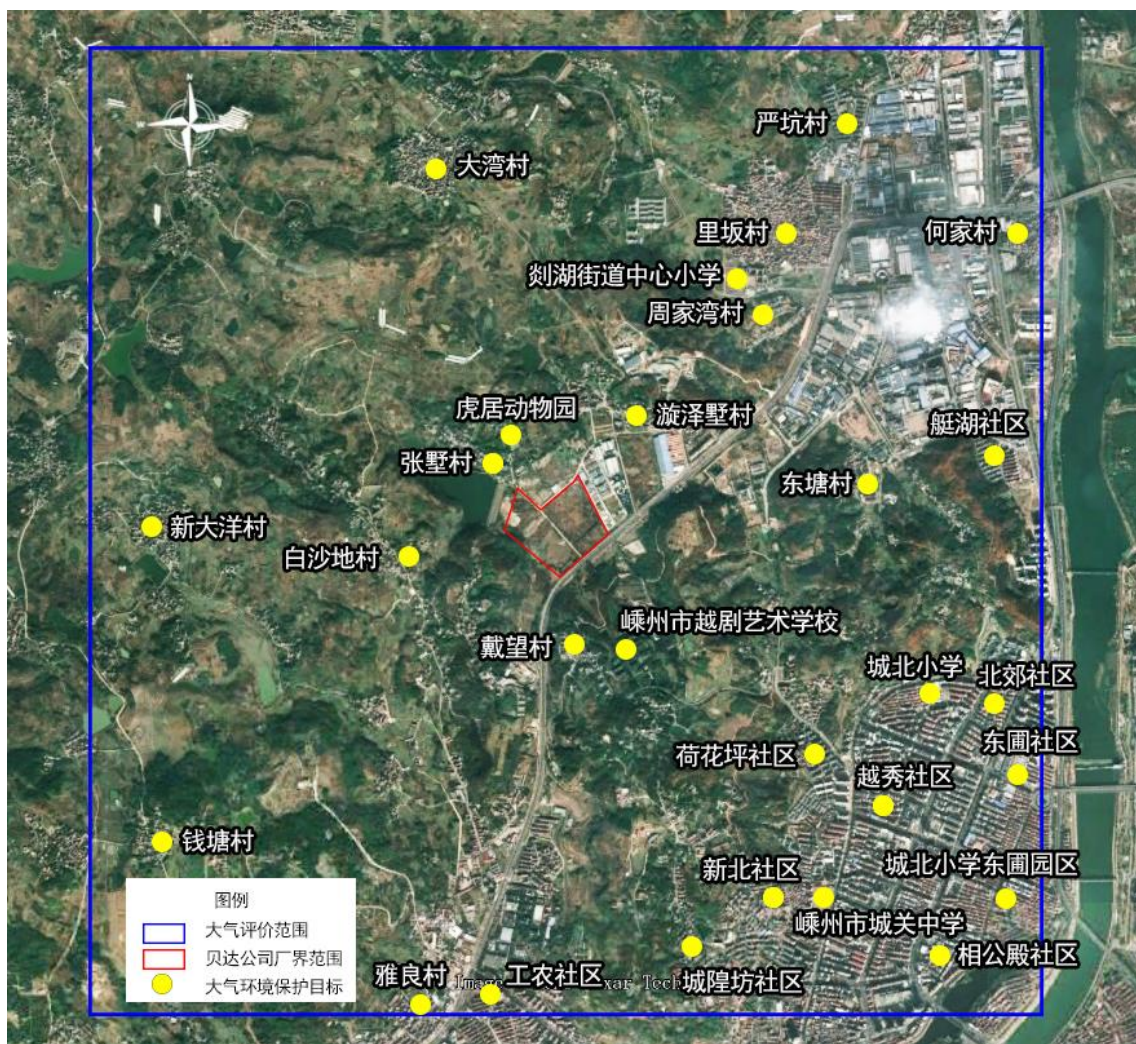 N
严坑村
大湾村
里坂村
何家村
剡湖街道中心小学
周家湾村
虎居动物园
漩泽墅村
艇湖社区
张墅村
东塘村
新大洋村
白沙地村
嵊州市越剧艺术学校
戴望村
城北小学
北郊社区
东圃社区
荷花坪社区
越秀社区
钱塘村
新北社区
城北小学东圃园区
图例
嵊州市城关中学
大气评价范围
贝达公司厂界范围
相公殿社区
雅良村
工农社区
城隍坊社区
大气环境保护目标
Image
xar Tech